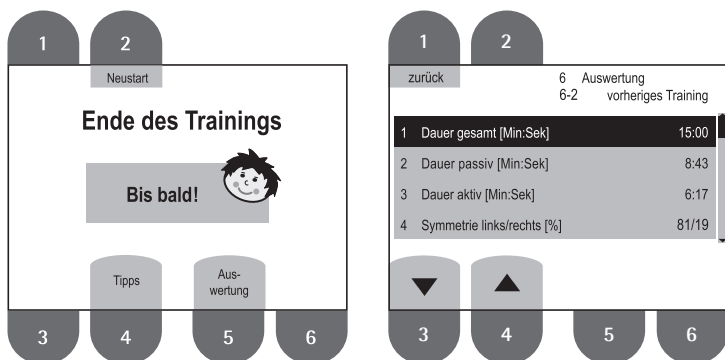 1
2
Neustart
Ende des Trainings
Bis bald!
Tipps
Aus-
wertung
3
4
5
6
1
2
zurück
6 Auswertung
6-2 vorheriges Training
1 Dauer gesamt [Min:Sek] 15:00
2 Dauer passiv [Min:Sek] 8:43
3 Dauer aktiv [Min:Sek] 6:17
4 Symmetrie links/rechts [%] 81/19
3
4
5
6